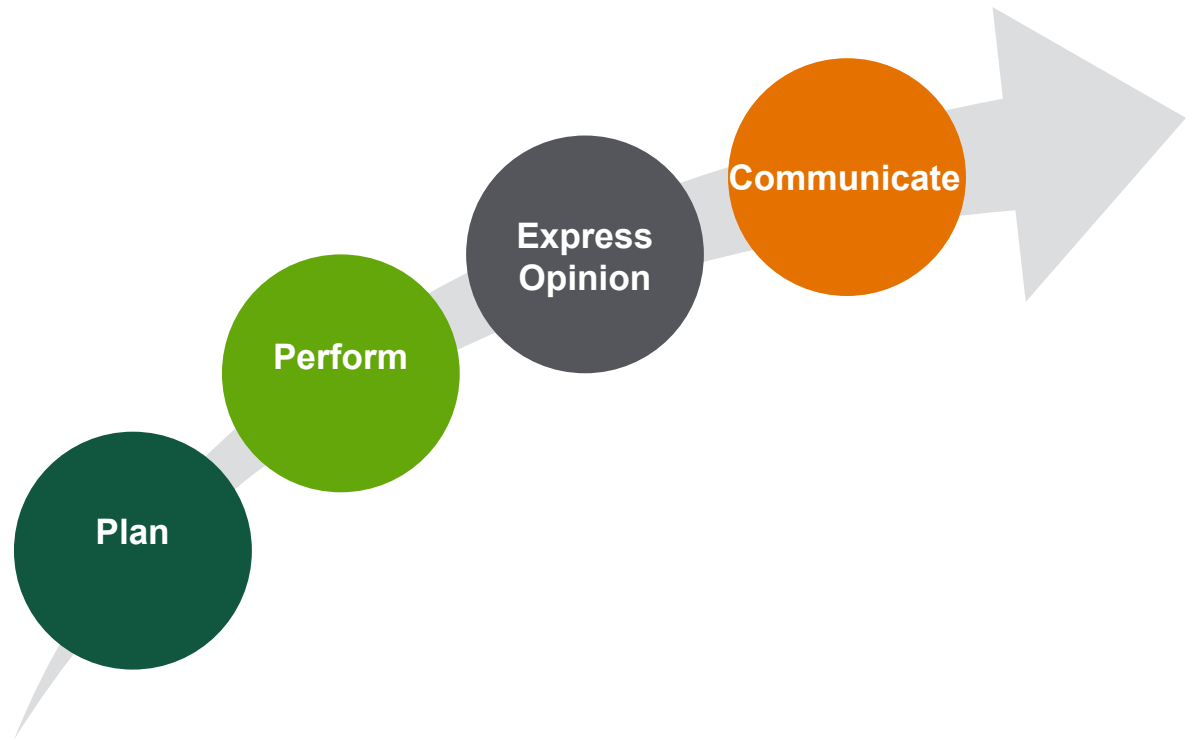 Plan
Perform
Express
Opinion
Communicate